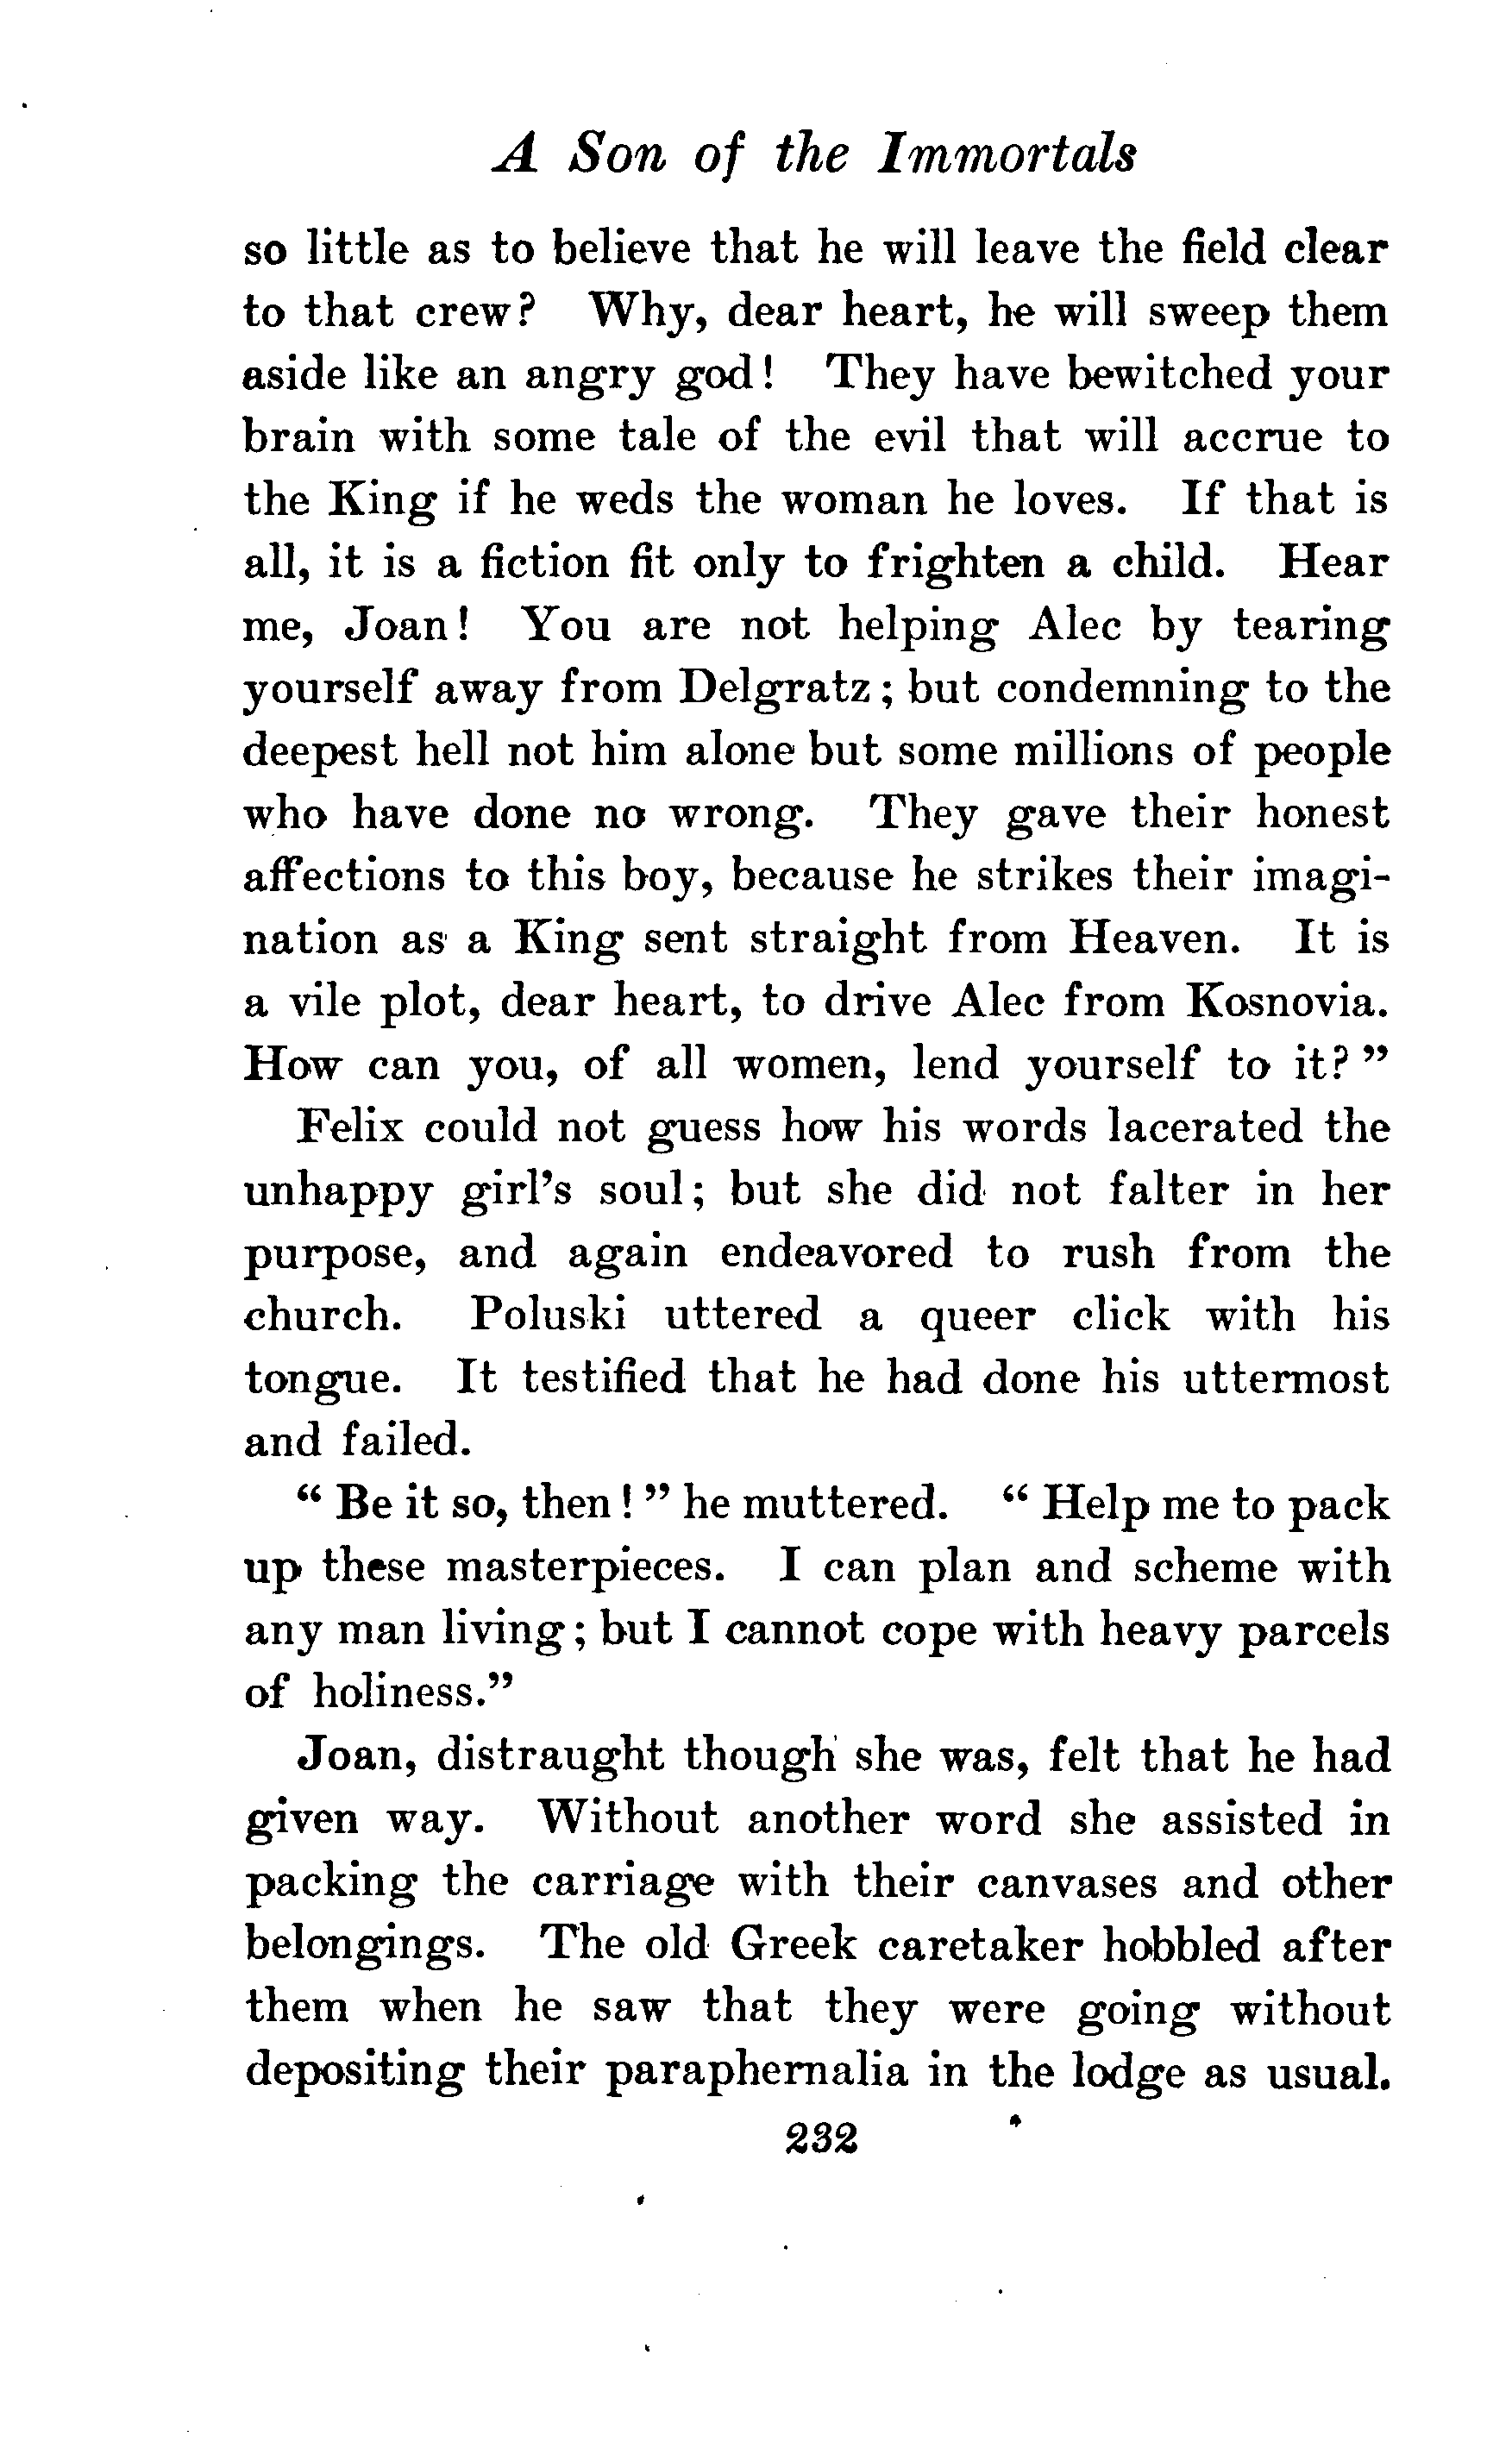 A Son of the Immortals
so little as to believe that he will leave the field clear
to that crew? Why, dear heart, he will sweep them
aside like an angry god! They have bewitched your
brain with some tale of the evil that will accrue to
the King if he weds the woman he loves. If that is
all, it is a fiction fit only to frighten a child. Hear
me, Joan! You are not helping Alec by tearing
yourself away from Delgratz; but condemning to the
deepest hell not him alone but some millions of people
who have done no wrong. They gave their honest
affections to this boy, because he strikes their imagi-
nation as a King sent straight from Heaven. It is
a vile plot, dear heart, to drive Alec from Kosnovia.
How can you, of all women, lend yourself to it?"
Felix could not guess how his words lacerated the
unhappy girl's soul; but she did not falter in her
purpose, and again endeavored to rush from the
church. Poluski uttered a queer click with his
tongue. It testified that he had done his uttermost
and failed.
"Be it so, then!" he muttered. "Help me to pack
up these masterpieces. I can plan and scheme with
any man living; but I cannot cope with heavy parcels
of holiness."
Joan, distraught though she was, felt that he had
given way. Without another word she assisted in
packing the carriage with their canvases and other
belongings. The old Greek caretaker hobbled after
them when he saw that they were going without
depositing their paraphernalia in the lodge as usual.
232